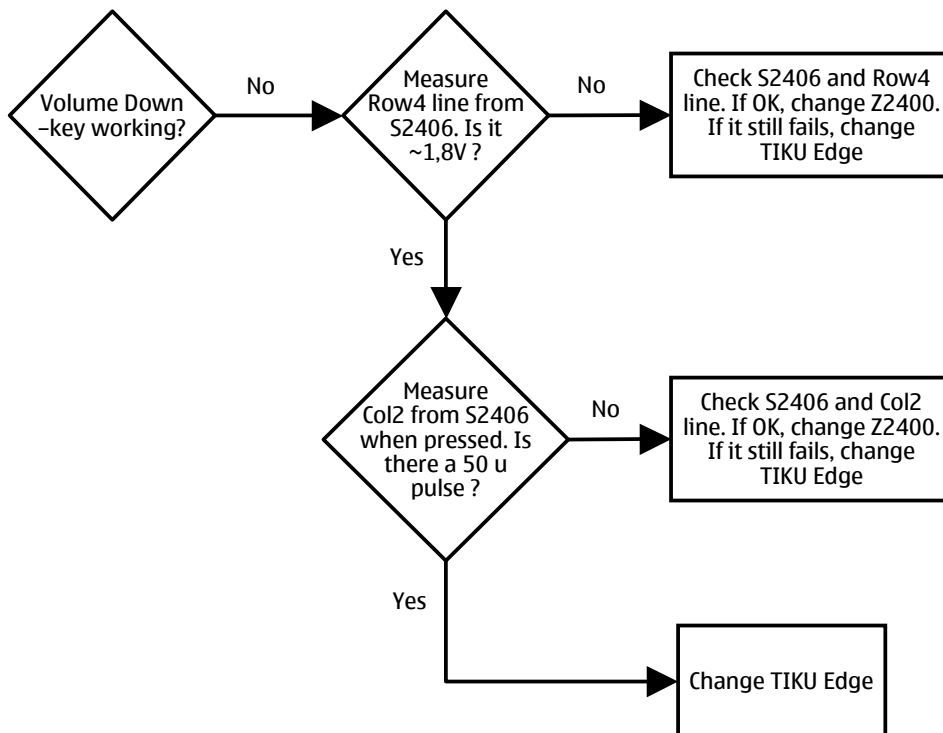 Volume Down
–key working?
No
Measure
Row4 line from
S2406. Is it
~1,8V ?
No
Check S2406 and Row4
line. If OK, change Z2400.
If it still fails, change
TIKU Edge
Yes
Measure
Col2 from S2406
when pressed. Is
there a 50 u
pulse ?
No
Check S2406 and Col2
line. If OK, change Z2400.
If it still fails, change
TIKU Edge
Yes
Change TIKU Edge